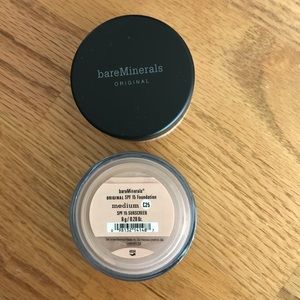 bareMinerals
ORIGINAL
bareMinerals®
ORIGINAL SPF 15 Foundation
medium C25
SPF 15 SUNSCREEN
8g/0.28 Oz.